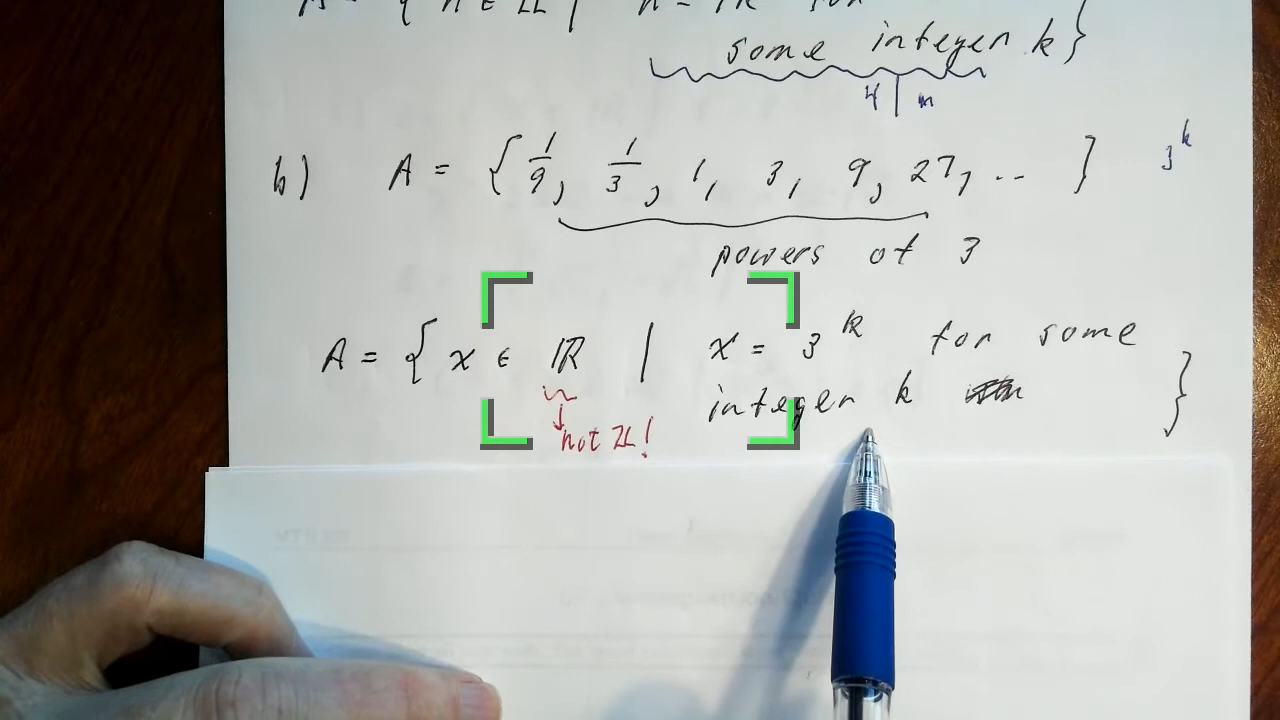 some integer k}
4 | m
b) A = { 1/9, 1/3, 1, 3, 9, 27, .. } 3^k
powers of 3
A = { x ∈ ℝ | x = 3^k for some
integer k }
not ℤ!